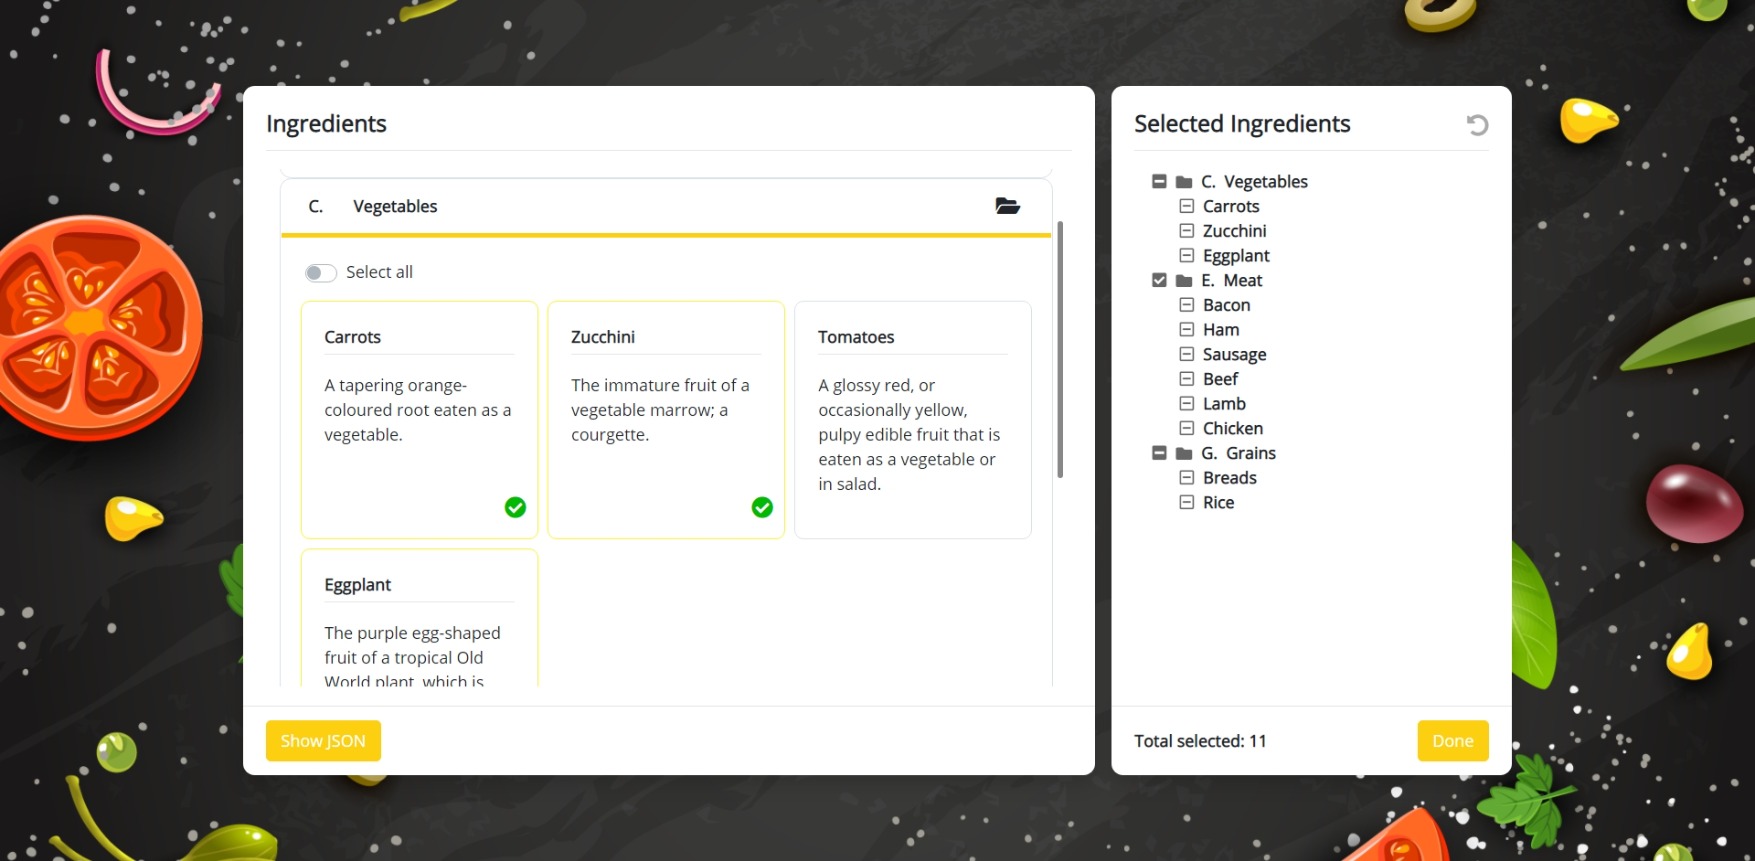 Ingredients
C. Vegetables
Select all
Carrots
A tapering orange-
coloured root eaten as a
vegetable.
Zucchini
The immature fruit of a
vegetable marrow; a
courgette.
Tomatoes
A glossy red, or
occasionally yellow,
pulpy edible fruit that is
eaten as a vegetable or
in salad.
Eggplant
The purple egg-shaped
fruit of a tropical Old
World plant, which is
Show JSON
Selected Ingredients
C. Vegetables
Carrots
Zucchini
Eggplant
E. Meat
Bacon
Ham
Sausage
Beef
Lamb
Chicken
G. Grains
Breads
Rice
Total selected: 11
Done